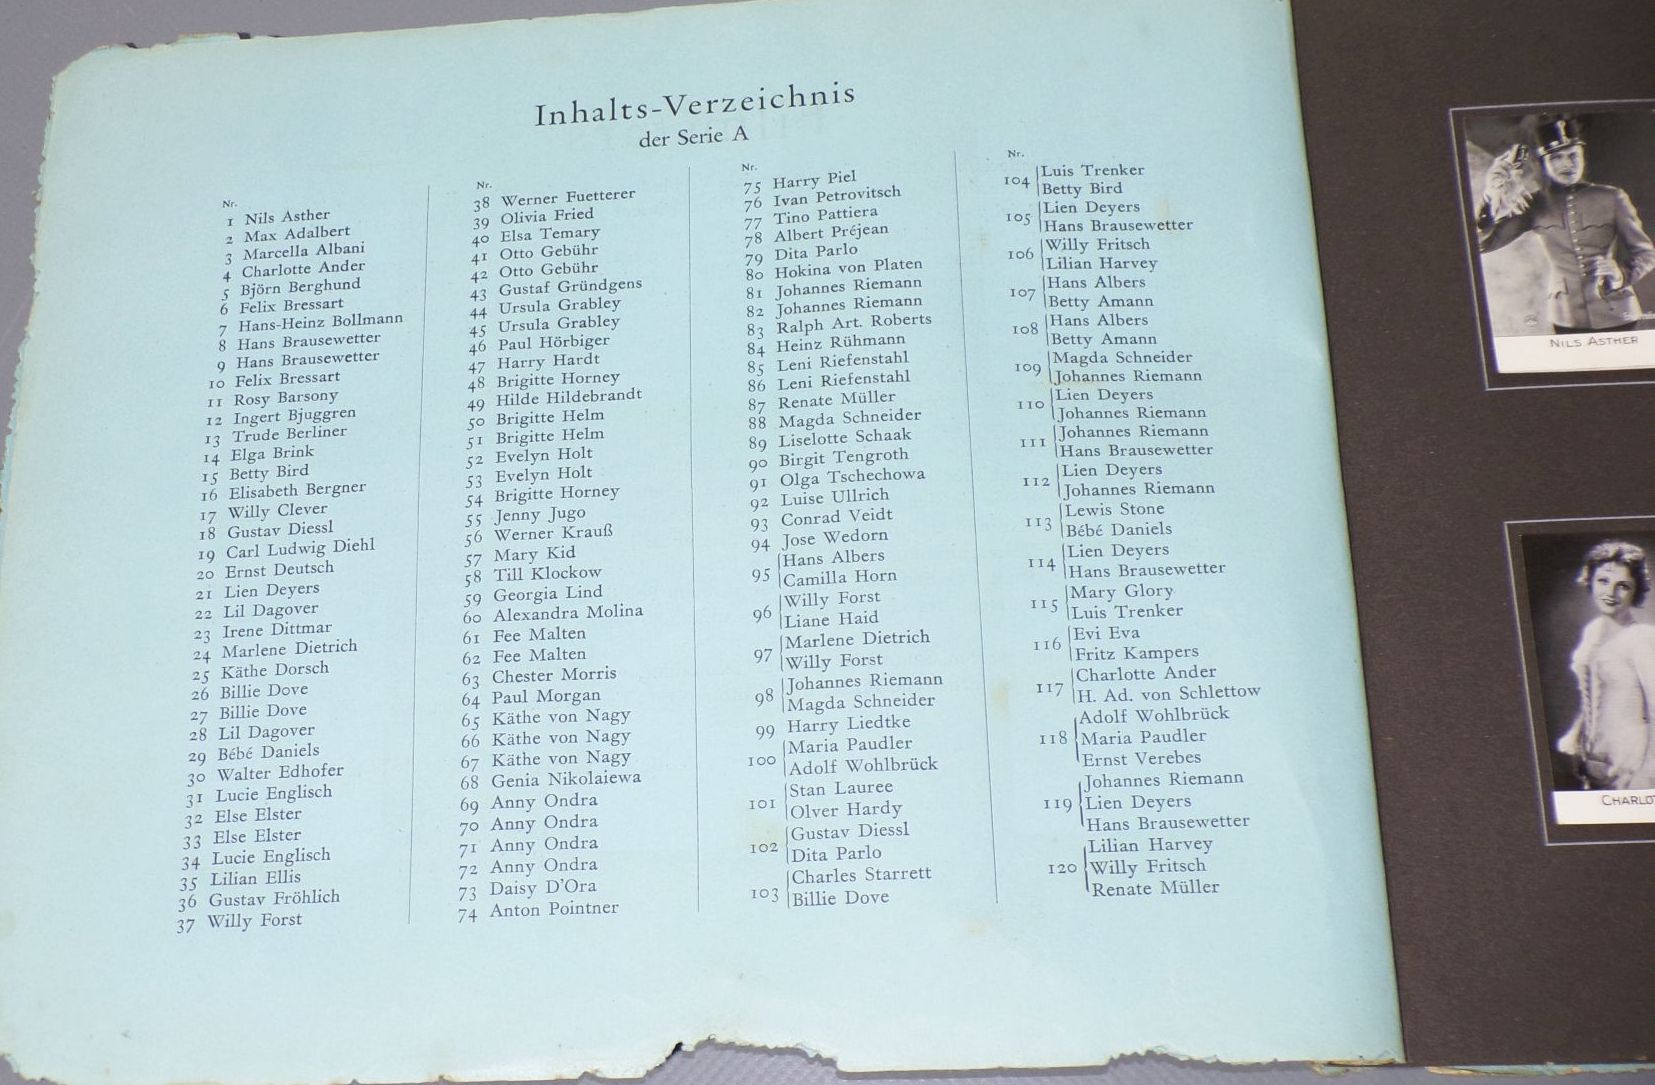 Inhalts-Verzeichnis
der Serie A
Nr.
1 Nils Asther
2 Max Adalbert
3 Marcella Albani
4 Charlotte Ander
5 Björn Berghund
6 Felix Bressart
7 Hans-Heinz Bollmann
8 Hans Brausewetter
9 Hans Brausewetter
10 Felix Bressart
11 Rosy Barsony
12 Ingert Bjuggren
13 Trude Berliner
14 Elga Brink
15 Betty Bird
16 Elisabeth Bergner
17 Willy Clever
18 Gustav Diessl
19 Carl Ludwig Diehl
20 Ernst Deutsch
21 Lien Deyers
22 Lil Dagover
23 Irene Dittmar
24 Marlene Dietrich
25 Käthe Dorsch
26 Billie Dove
27 Billie Dove
28 Lil Dagover
29 Bébé Daniels
30 Walter Edhofer
31 Lucie Englisch
32 Else Elster
33 Else Elster
34 Lucie Englisch
35 Lilian Ellis
36 Gustav Fröhlich
37 Willy Forst
Nr.
38 Werner Fuetterer
39 Olivia Fried
40 Elsa Temary
41 Otto Gebühr
42 Otto Gebühr
43 Gustaf Gründgens
44 Ursula Grabley
45 Ursula Grabley
46 Paul Hörbiger
47 Harry Hardt
48 Brigitte Horney
49 Hilde Hildebrandt
50 Brigitte Helm
51 Brigitte Helm
52 Evelyn Holt
53 Evelyn Holt
54 Brigitte Horney
55 Jenny Jugo
56 Werner Krauß
57 Mary Kid
58 Till Klockow
59 Georgia Lind
60 Alexandra Molina
61 Fee Malten
62 Fee Malten
63 Chester Morris
64 Paul Morgan
65 Käthe von Nagy
66 Käthe von Nagy
67 Käthe von Nagy
68 Genia Nikolaiewa
69 Anny Ondra
70 Anny Ondra
71 Anny Ondra
72 Anny Ondra
73 Daisy D'Ora
74 Anton Pointner
Nr.
75 Harry Piel
76 Ivan Petrovitsch
77 Tino Pattiera
78 Albert Préjean
79 Dita Parlo
80 Hokina von Platen
81 Johannes Riemann
82 Johannes Riemann
83 Ralph Art. Roberts
84 Heinz Rühmann
85 Leni Riefenstahl
86 Leni Riefenstahl
87 Renate Müller
88 Magda Schneider
89 Liselotte Schaak
90 Birgit Tengroth
91 Olga Tschechowa
92 Luise Ullrich
93 Conrad Veidt
94 Jose Wedorn
95 Hans Albers
Camilla Horn
96 Willy Forst
Liane Haid
97 Marlene Dietrich
Willy Forst
98 Johannes Riemann
Magda Schneider
99 Harry Liedtke
100 Maria Paudler
Adolf Wohlbrück
101 Stan Lauree
Olver Hardy
102 Gustav Diessl
Dita Parlo
103 Charles Starrett
Billie Dove
Nr.
104 Luis Trenker
Betty Bird
105 Lien Deyers
Hans Brausewetter
106 Willy Fritsch
Lilian Harvey
107 Hans Albers
Betty Amann
108 Hans Albers
Betty Amann
109 Magda Schneider
Johannes Riemann
110 Lien Deyers
Johannes Riemann
111 Johannes Riemann
Hans Brausewetter
112 Lien Deyers
Johannes Riemann
113 Lewis Stone
Bébé Daniels
114 Lien Deyers
Hans Brausewetter
115 Mary Glory
Luis Trenker
116 Evi Eva
Fritz Kampers
117 Charlotte Ander
H. Ad. von Schlettow
118 Adolf Wohlbrück
Maria Paudler
Ernst Verebes
119 Johannes Riemann
Lien Deyers
Hans Brausewetter
120 Lilian Harvey
Willy Fritsch
Renate Müller
NILS ASTHER
CHARLOT